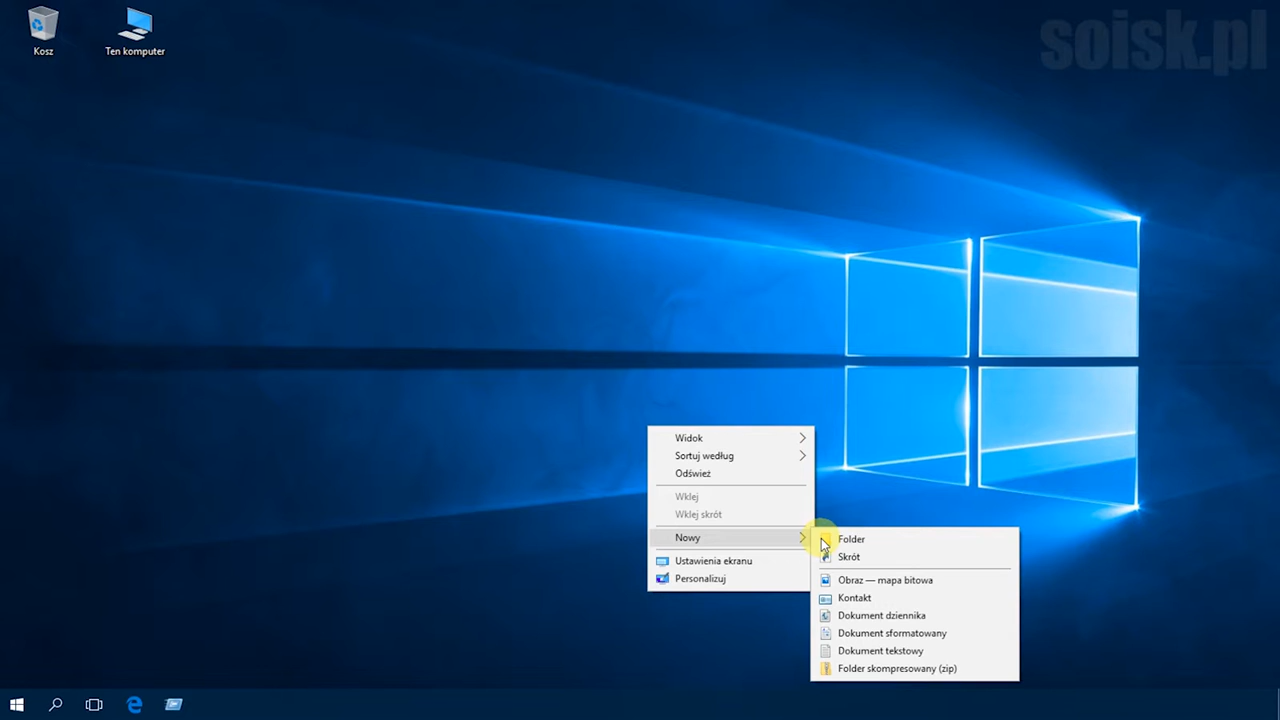 soisk.pl
Kosz
Ten komputer
Widok
Sortuj według
Odśwież
Wklej
Wklej skrót
Nowy
Ustawienia ekranu
Personalizuj
Folder
Skrót
Obraz — mapa bitowa
Kontakt
Dokument dziennika
Dokument sformatowany
Dokument tekstowy
Folder skompresowany (zip)